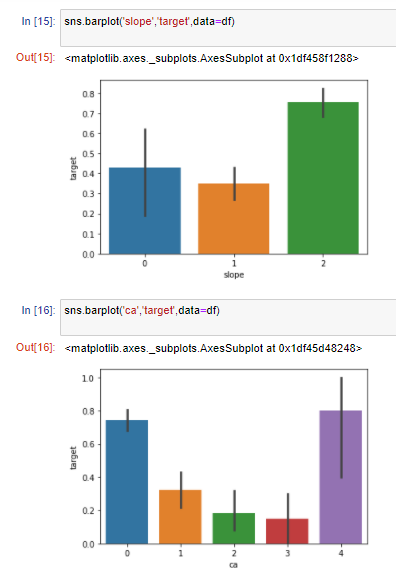 In [15]: sns.barplot('slope','target',data=df)
Out[15]: <matplotlib.axes._subplots.AxesSubplot at 0x1df458f1288>
0.8
0.7
0.6
0.5
0.4
0.3
0.2
0.1
0.0
target
0 1 2
slope
In [16]: sns.barplot('ca','target',data=df)
Out[16]: <matplotlib.axes._subplots.AxesSubplot at 0x1df45d48248>
1.0
0.8
0.6
0.4
0.2
0.0
target
0 1 2 3 4
ca